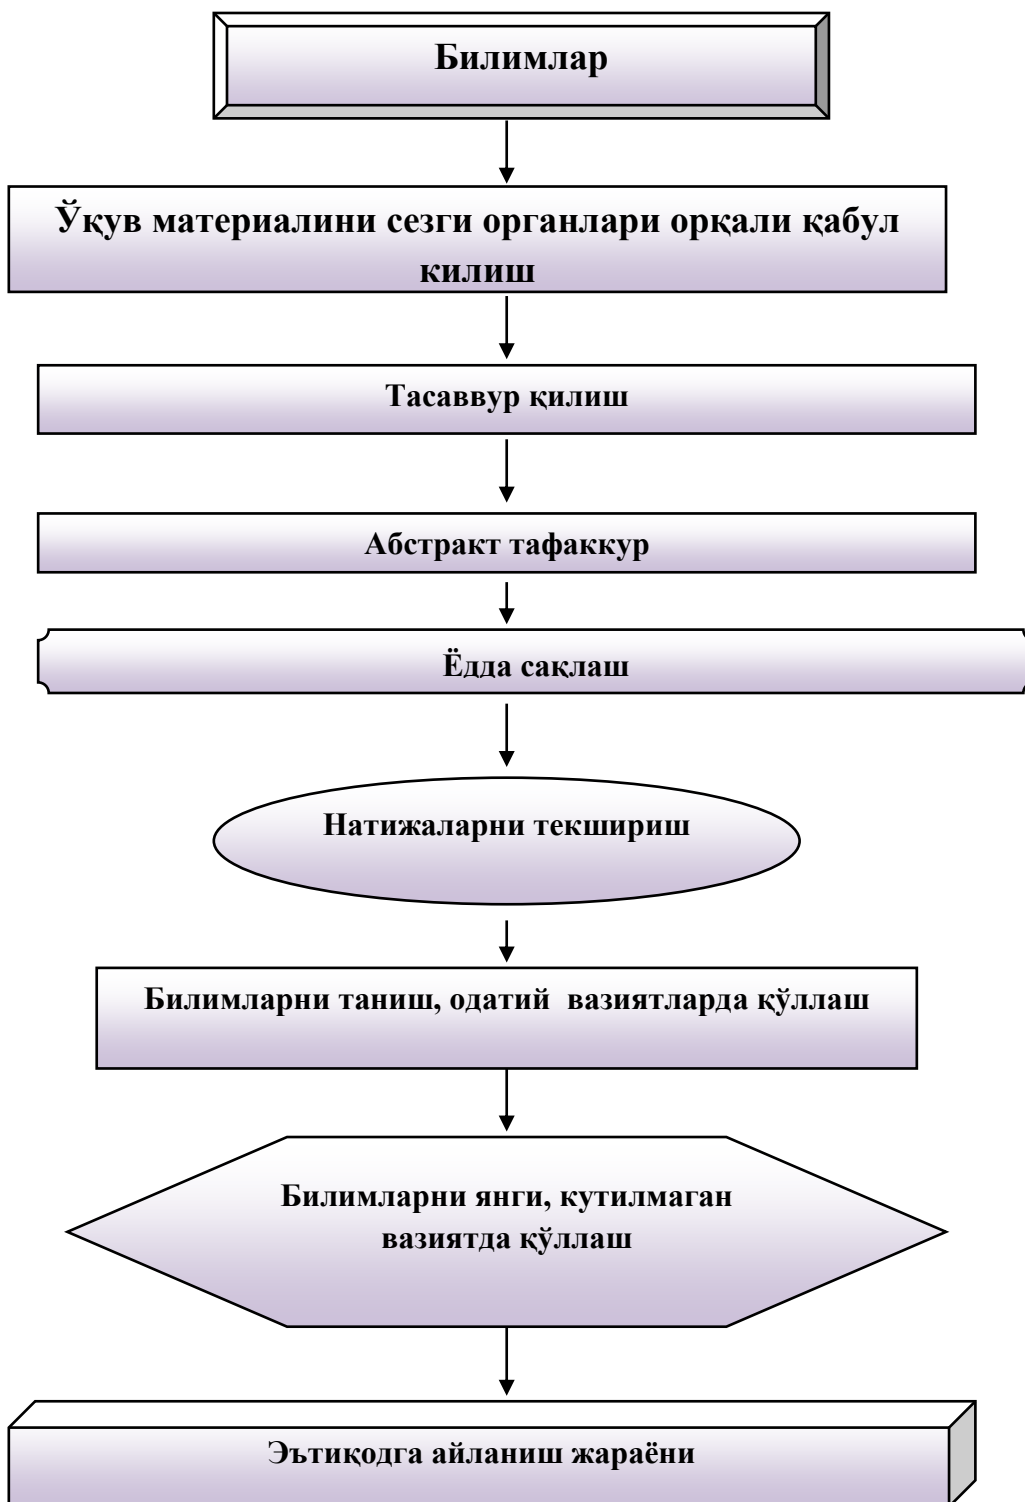 Билимлар
Ўқув материалини сезги органлари орқали қабул
килиш
Тасаввур қилиш
Абстракт тафаккур
Ёдда сақлаш
Натижаларни текшириш
Билимларни таниш, одатий вазиятларда қўллаш
Билимларни янги, кутилмаган
вазиятда қўллаш
Эътиқодга айланиш жараёни